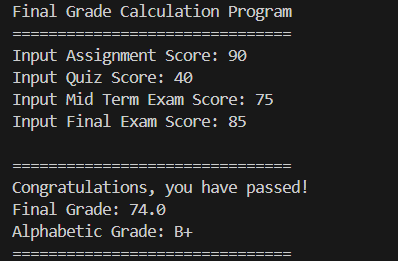 Final Grade Calculation Program
===============================
Input Assignment Score: 90
Input Quiz Score: 40
Input Mid Term Exam Score: 75
Input Final Exam Score: 85

===============================
Congratulations, you have passed!
Final Grade: 74.0
Alphabetic Grade: B+
===============================